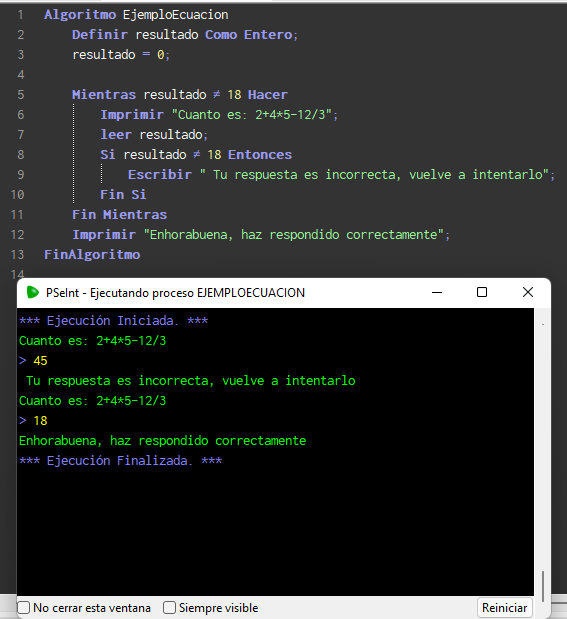 1 Algoritmo EjemploEcuacion
2 Definir resultado Como Entero;
3 resultado = 0;
4
5 Mientras resultado ≠ 18 Hacer
6 Imprimir "Cuanto es: 2+4*5-12/3";
7 leer resultado;
8 Si resultado ≠ 18 Entonces
9 Escribir " Tu respuesta es incorrecta, vuelve a intentarlo";
10 Fin Si
11 Fin Mientras
12 Imprimir "Enhorabuena, haz respondido correctamente";
13 FinAlgoritmo
14
PSeInt - Ejecutando proceso EJEMPLOECUACION
*** Ejecución Iniciada. ***
Cuanto es: 2+4*5-12/3
> 45
 Tu respuesta es incorrecta, vuelve a intentarlo
Cuanto es: 2+4*5-12/3
> 18
Enhorabuena, haz respondido correctamente
*** Ejecución Finalizada. ***
No cerrar esta ventana Siempre visible Reiniciar